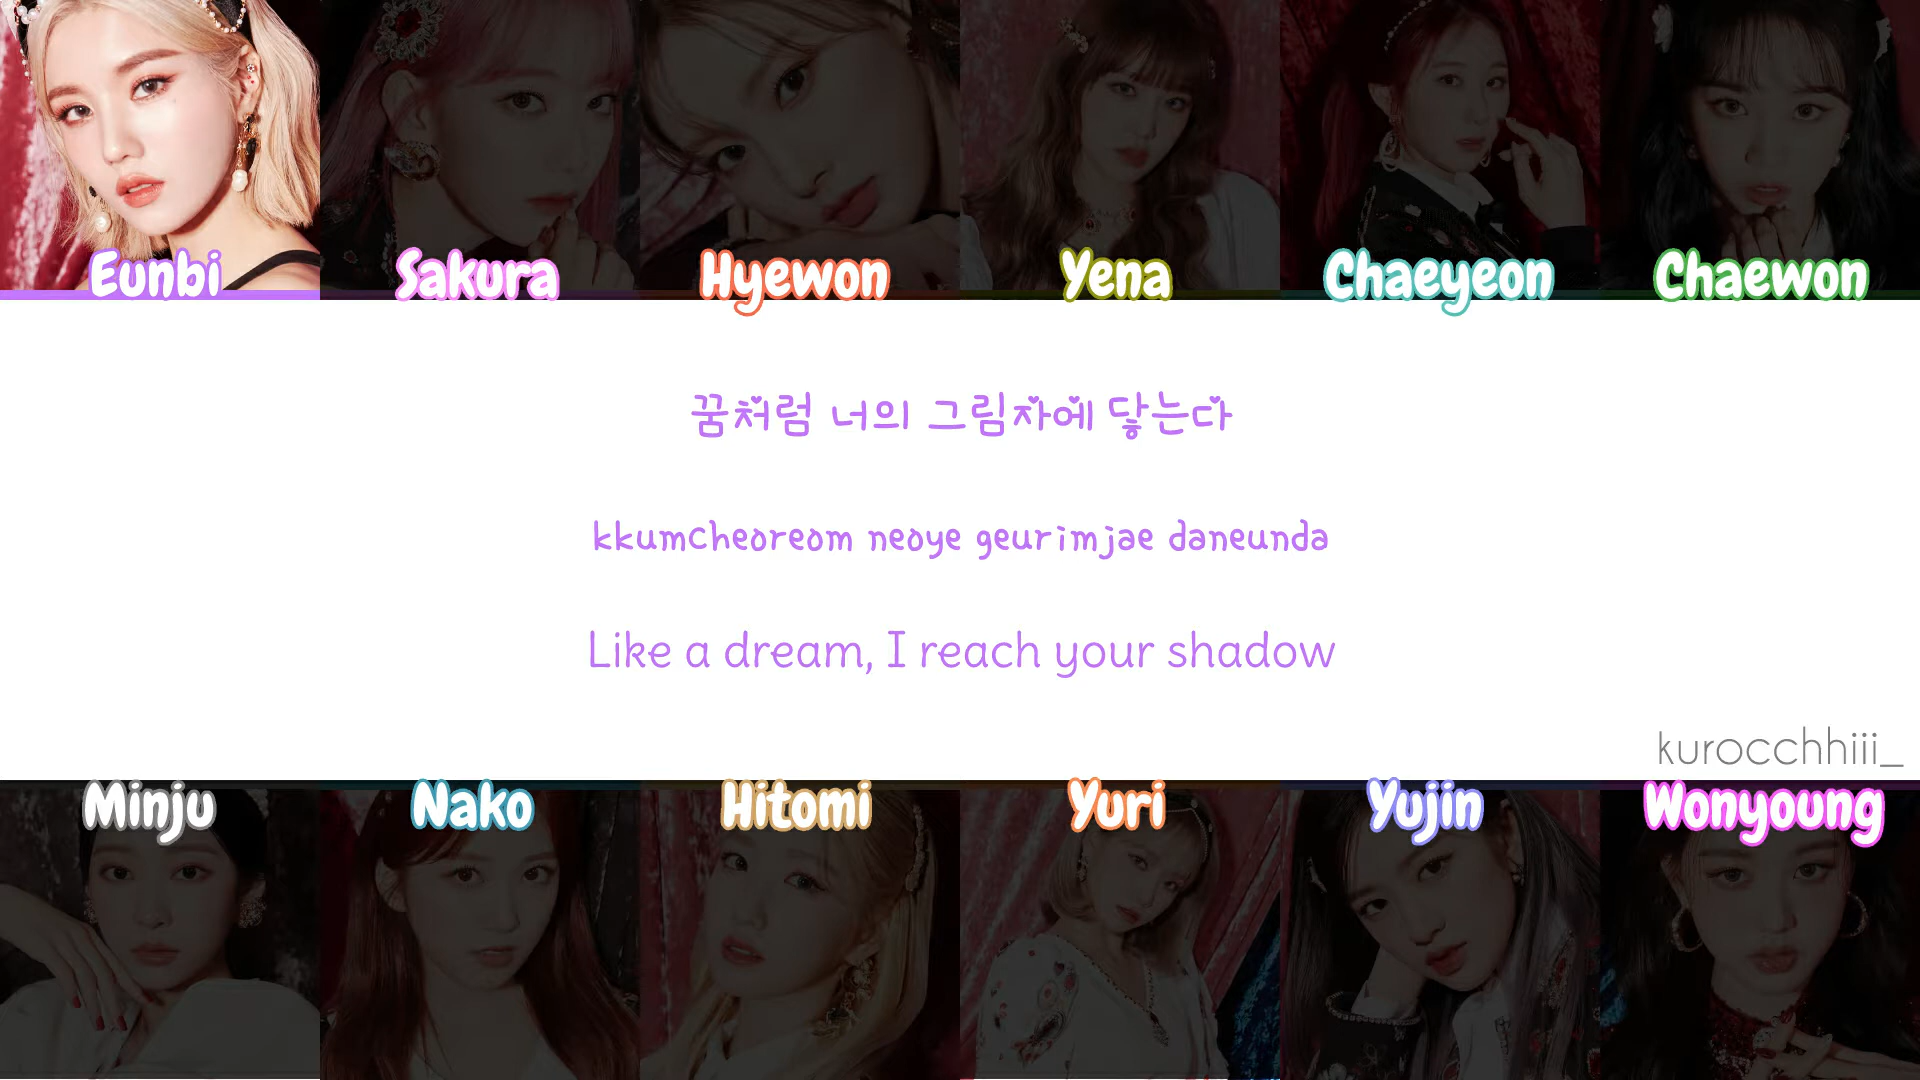 Eunbi Sakura Hyewon Yena Chaeyeon Chaewon
꿈처럼 너의 그림자에 닿는다
kkumcheoreom neoye geurimjae daneunda
Like a dream, I reach your shadow
kurocchhiii_
Minju Nako Hitomi Yuri Yujin Wonyoung